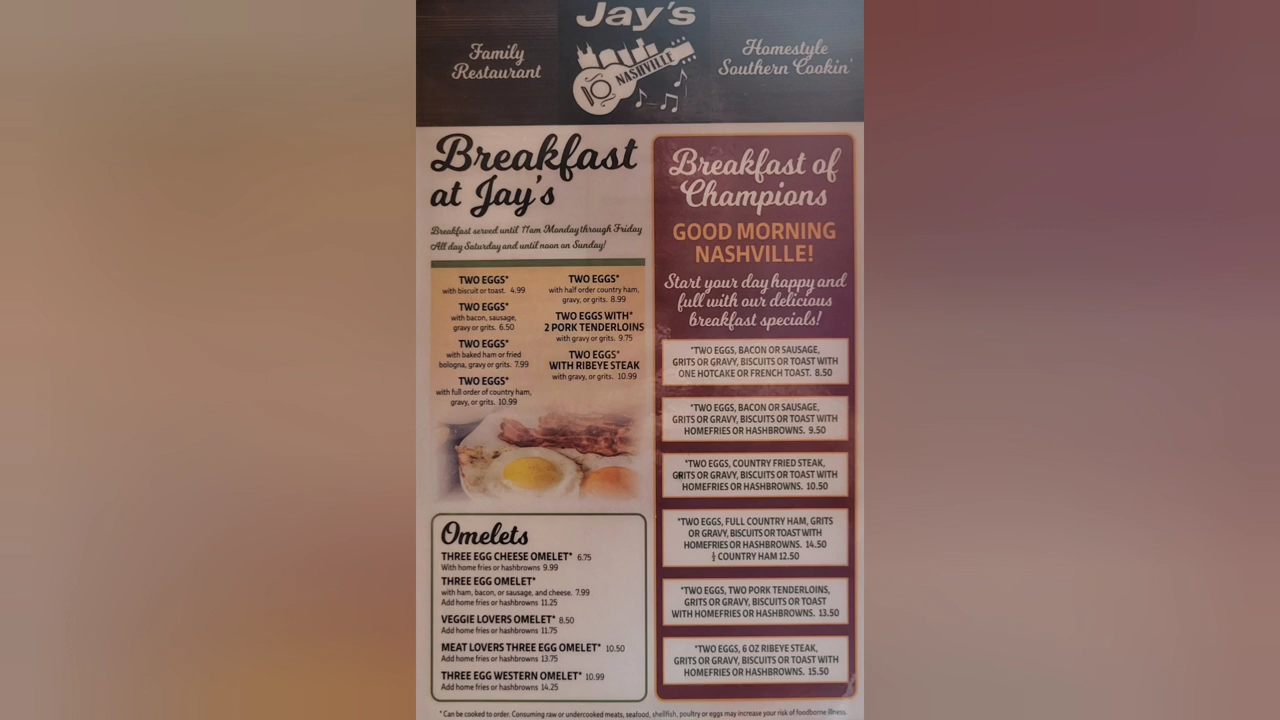 Jay's
Family
Restaurant
NASHVILLE
Homestyle
Southern Cookin'
Breakfast
at Jay's
Breakfast served until 11am Monday through Friday
All day Saturday and until noon on Sunday!
TWO EGGS*
with biscuit or toast. 4.99
TWO EGGS*
with bacon, sausage,
gravy or grits. 6.50
TWO EGGS*
with baked ham or fried
bologna, gravy or grits. 7.99
TWO EGGS*
with full order of country ham,
gravy, or grits. 10.99
TWO EGGS*
with half order country ham,
gravy, or grits. 8.99
TWO EGGS WITH*
2 PORK TENDERLOINS
with gravy or grits. 9.75
TWO EGGS*
WITH RIBEYE STEAK
with gravy, or grits. 10.99
Omelets
THREE EGG CHEESE OMELET* 6.75
With home fries or hashbrowns 9.99
THREE EGG OMELET*
with ham, bacon, or sausage, and cheese. 7.99
Add home fries or hashbrowns 11.25
VEGGIE LOVERS OMELET* 8.50
Add home fries or hashbrowns 11.75
MEAT LOVERS THREE EGG OMELET* 10.50
Add home fries or hashbrowns 13.75
THREE EGG WESTERN OMELET* 10.99
Add home fries or hashbrowns 14.25
Breakfast of
Champions
GOOD MORNING
NASHVILLE!
Start your day happy and
full with our delicious
breakfast specials!
*TWO EGGS, BACON OR SAUSAGE,
GRITS OR GRAVY, BISCUITS OR TOAST WITH
ONE HOTCAKE OR FRENCH TOAST. 8.50
*TWO EGGS, BACON OR SAUSAGE,
GRITS OR GRAVY, BISCUITS OR TOAST WITH
HOMEFRIES OR HASHBROWNS. 9.50
*TWO EGGS, COUNTRY FRIED STEAK,
GRITS OR GRAVY, BISCUITS OR TOAST WITH
HOMEFRIES OR HASHBROWNS. 10.50
*TWO EGGS, FULL COUNTRY HAM, GRITS
OR GRAVY, BISCUITS OR TOAST WITH
HOMEFRIES OR HASHBROWNS. 14.50
½ COUNTRY HAM 12.50
*TWO EGGS, TWO PORK TENDERLOINS,
GRITS OR GRAVY, BISCUITS OR TOAST
WITH HOMEFRIES OR HASHBROWNS. 13.50
*TWO EGGS, 6 OZ RIBEYE STEAK,
GRITS OR GRAVY, BISCUITS OR TOAST WITH
HOMEFRIES OR HASHBROWNS. 15.50
* Can be cooked to order. Consuming raw or undercooked meats, seafood, shellfish, poultry or eggs may increase your risk of foodborne illness.